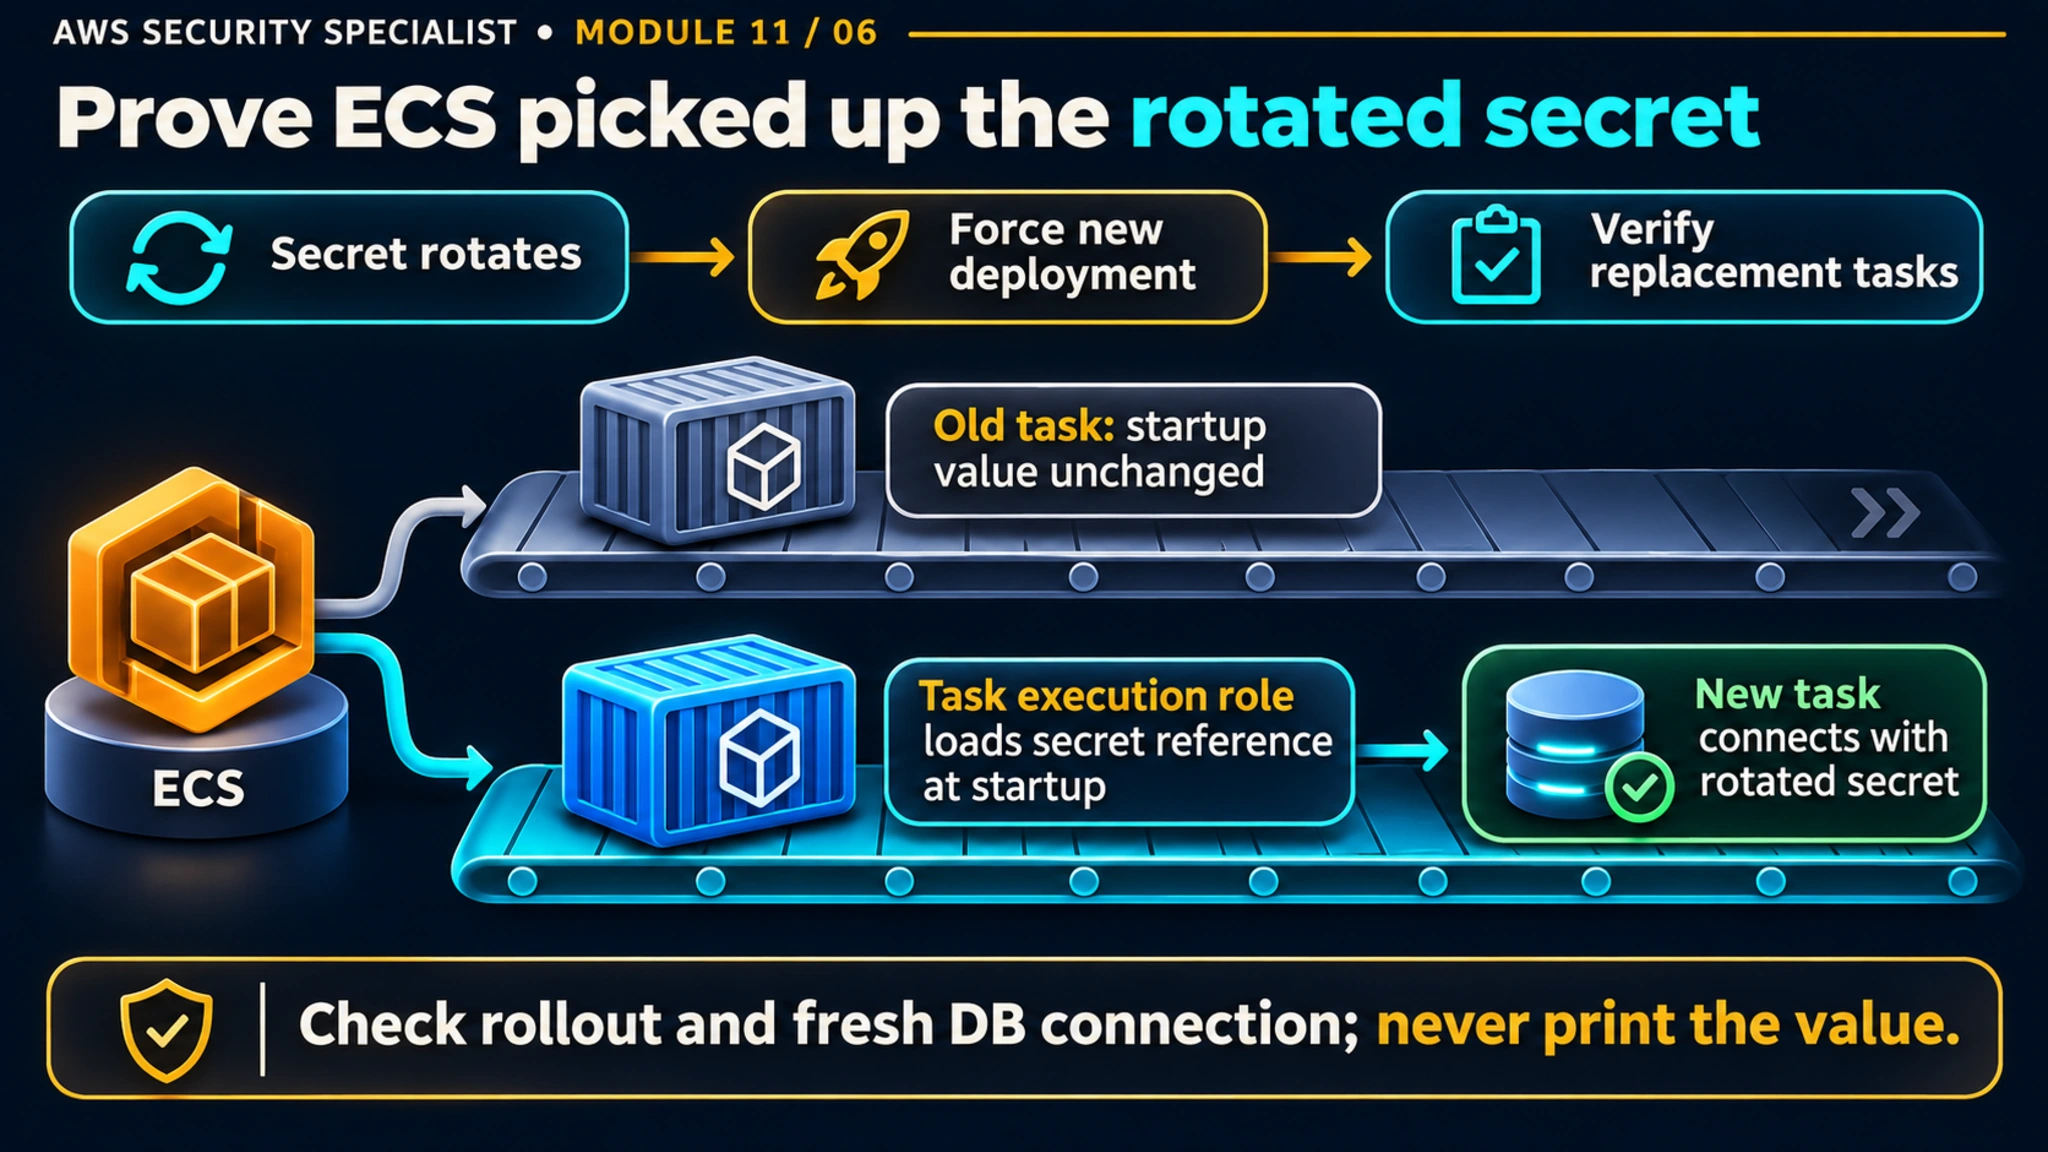 AWS SECURITY SPECIALIST • MODULE 11 / 06
Prove ECS picked up the rotated secret
Secret rotates
Force new
deployment
Verify
replacement tasks
Old task: startup
value unchanged
ECS
Task execution role
loads secret reference
at startup
New task
connects with
rotated secret
Check rollout and fresh DB connection; never print the value.